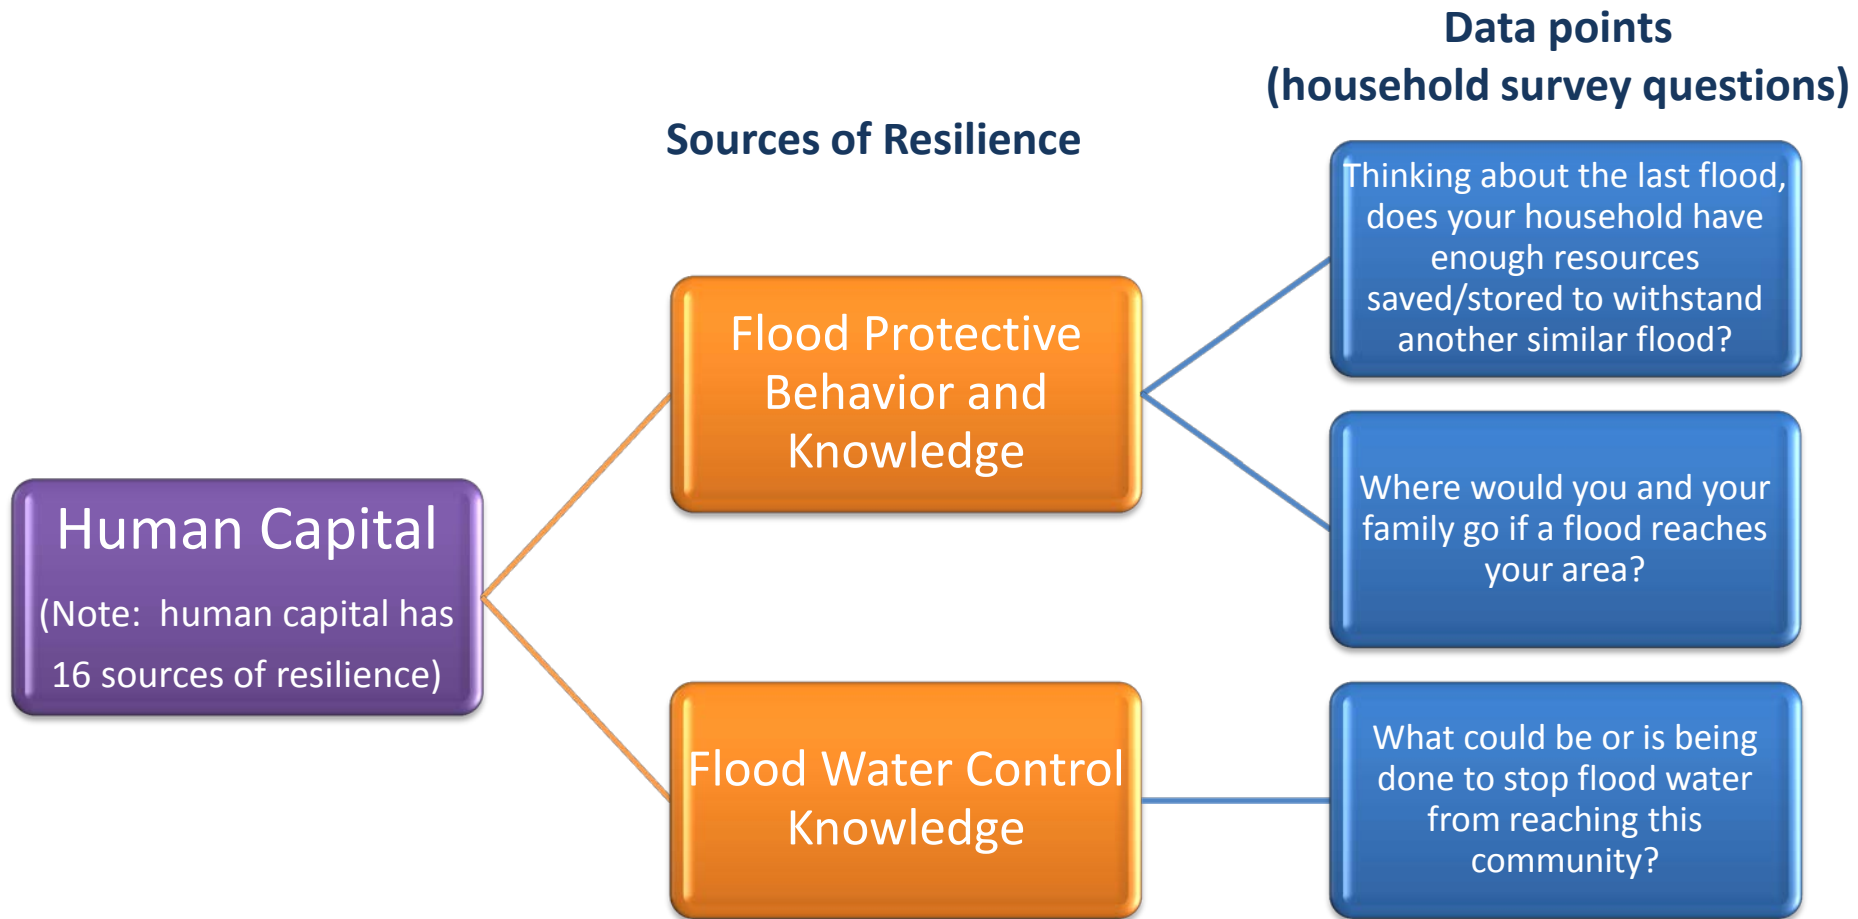 Data points
(household survey questions)
Sources of Resilience
Human Capital
(Note:  human capital has
16 sources of resilience)
Flood Protective
Behavior and
Knowledge
Flood Water Control
Knowledge
Thinking about the last flood,
does your household have
enough resources
saved/stored to withstand
another similar flood?
Where would you and your
family go if a flood reaches
your area?
What could be or is being
done to stop flood water
from reaching this
community?